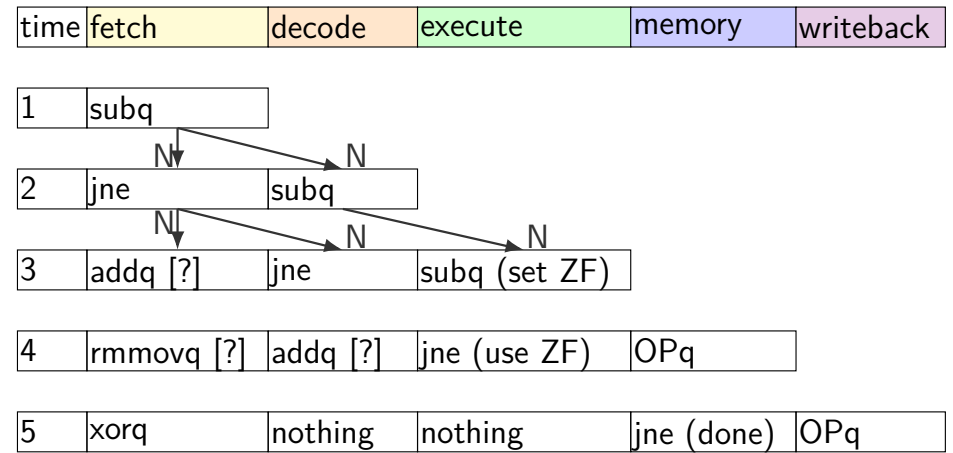 time fetch decode execute memory writeback
1 subq
N N
2 jne subq
N N N
3 addq [?] jne subq (set ZF)
4 rmmovq [?] addq [?] jne (use ZF) OPq
5 xorq nothing nothing jne (done) OPq